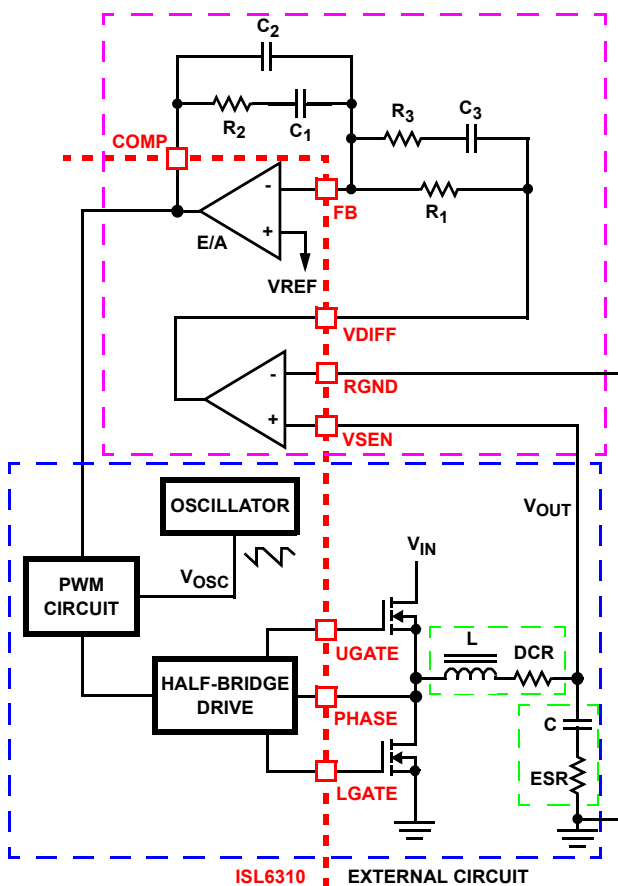 C2
R2
C1
R3
C3
COMP
-
FB
R1
+
E/A
VREF
VDIFF
-
RGND
+
VSEN
OSCILLATOR
VOUT
VIN
PWM
CIRCUIT
VOSC
L
DCR
UGATE
HALF-BRIDGE
DRIVE
PHASE
C
ESR
LGATE
ISL6310
EXTERNAL CIRCUIT